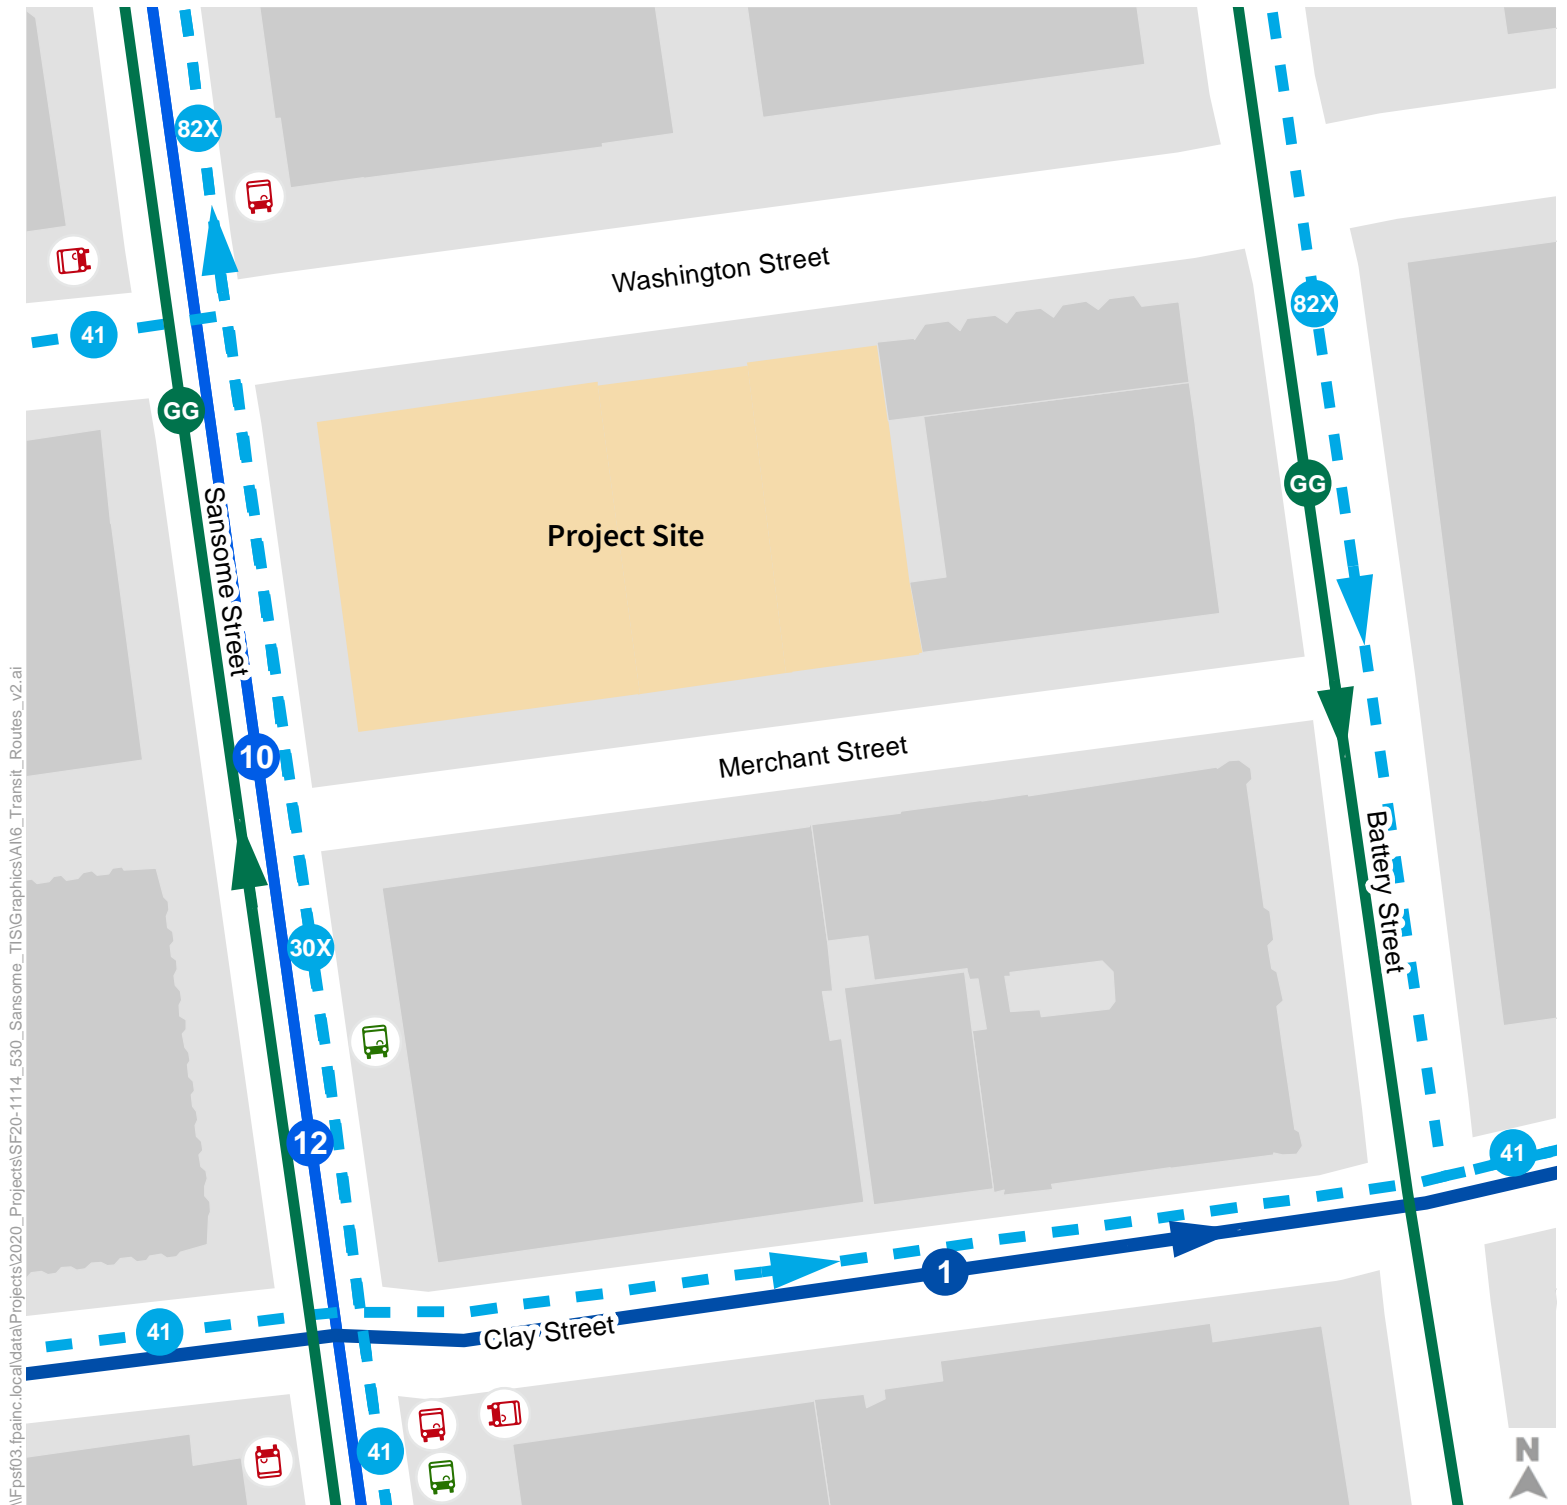 82X
Washington Street
41
82X
GG
GG
Sansome Street
Project Site
10
Merchant Street
Battery Street
30X
12
41
1
41
Clay Street
41
N
\\Fpsf03.fpainc.local\data\Projects\2020_Projects\SF20-1114_530_Sansome_TIS\Graphics\AI\6_Transit_Routes_v2.ai